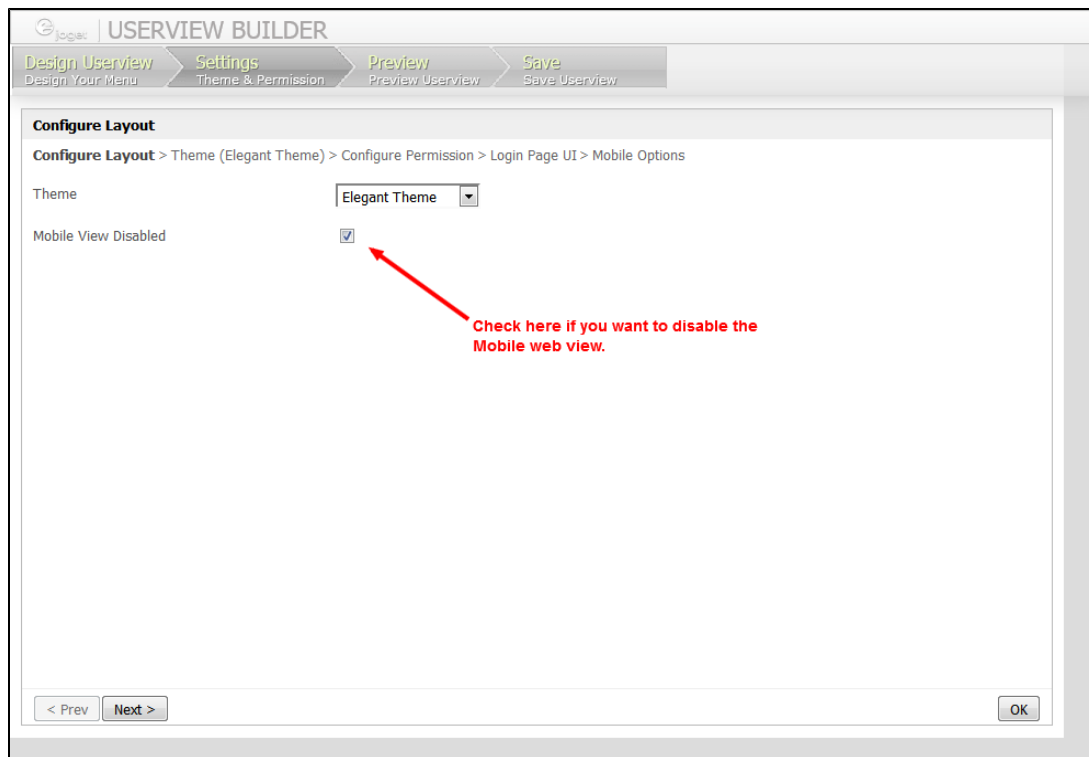 joget USERVIEW BUILDER
Design Userview Settings Preview Save
Design Your Menu Theme & Permission Preview Userview Save Userview
Configure Layout
Configure Layout > Theme (Elegant Theme) > Configure Permission > Login Page UI > Mobile Options
Theme Elegant Theme
Mobile View Disabled
Check here if you want to disable the
Mobile web view.
< Prev Next > OK